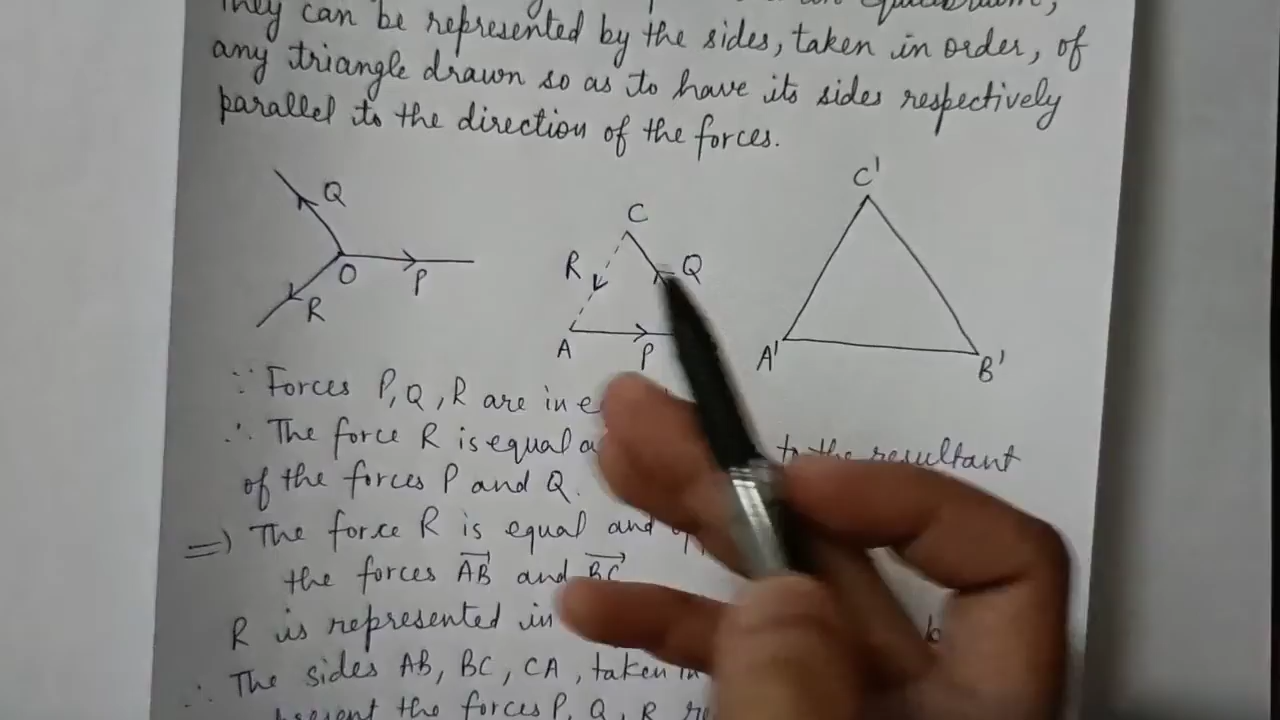 They can be represented by the sides, taken in order, of
any triangle drawn so as to have its sides respectively
parallel to the direction of the forces.
Q
O
P
R
C
R
Q
A
P
C'
A'
B'
∵ Forces P, Q, R are in
∴ The force R is equal to the resultant
of the forces P and Q.
=) The force R is equal and
the forces A͞B⃗ and B͞C⃗
R is represented in
∴ The sides AB, BC, CA, taken in
the forces P, Q, R